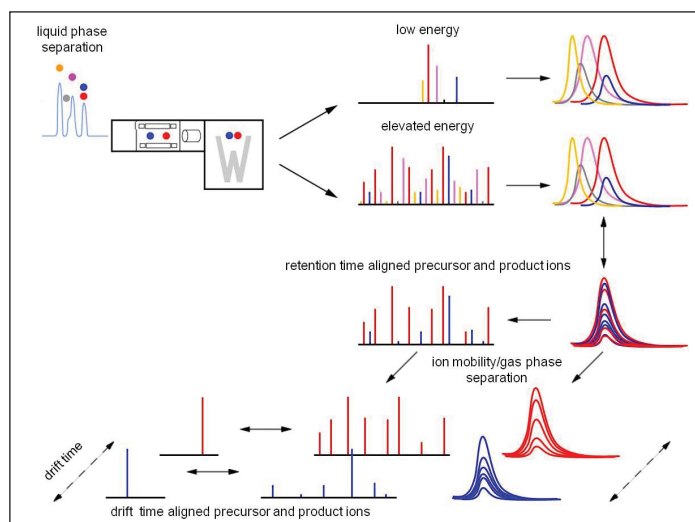 liquid phase
separation
low energy
elevated energy
retention time aligned precursor and product ions
ion mobility/gas phase
separation
drift time
drift time aligned precursor and product ions